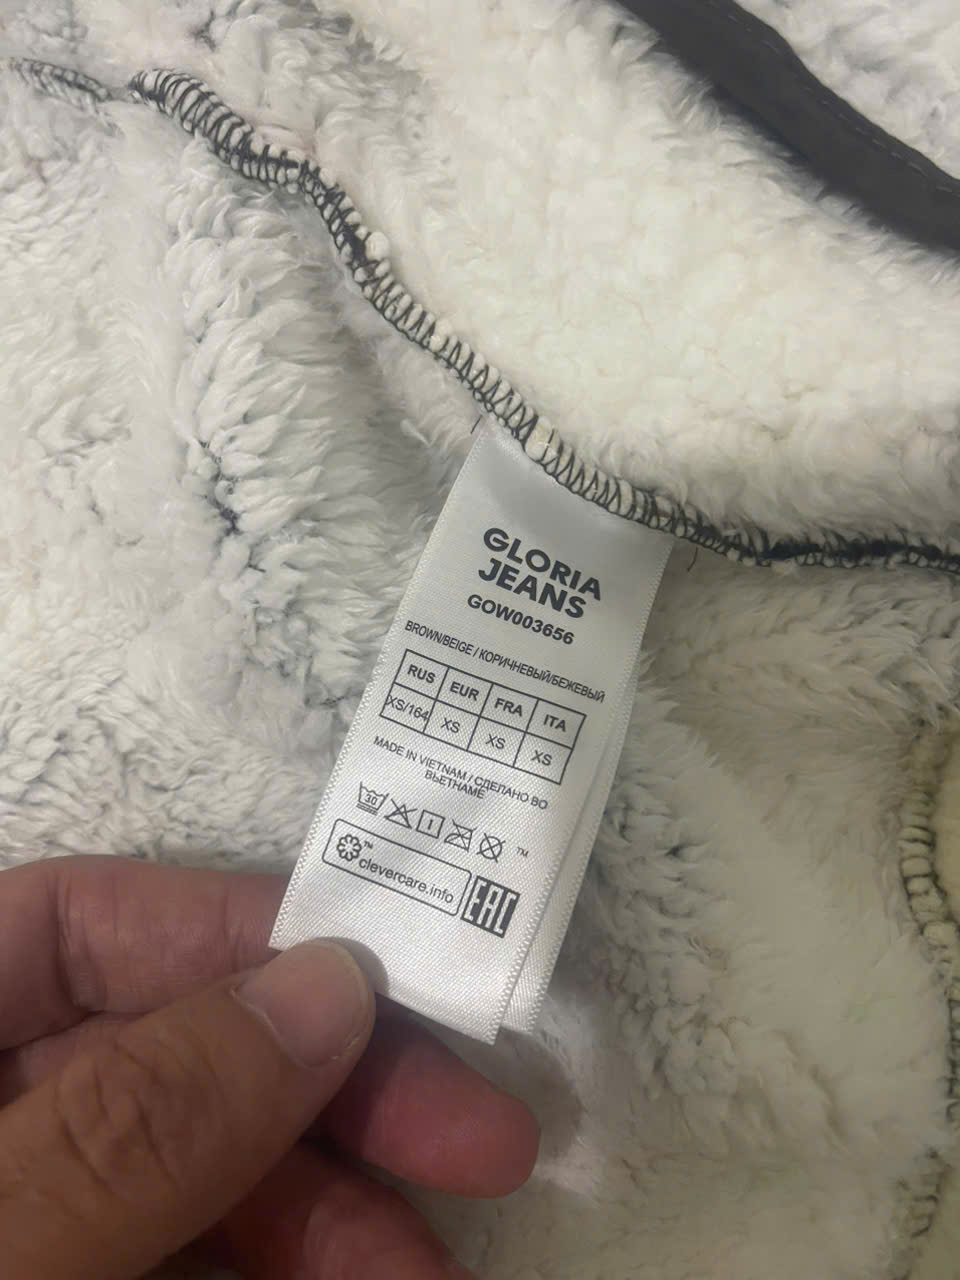 GLORIA
JEANS
GOW003656
BROWN/BEIGE / КОРИЧНЕВЫЙ/БЕЖЕВЫЙ
RUS EUR FRA ITA
XS/164 XS XS XS
MADE IN VIETNAM / СДЕЛАНО ВО
ВЬЕТНАМЕ
30
TM
TM
clevercare.info
EAC